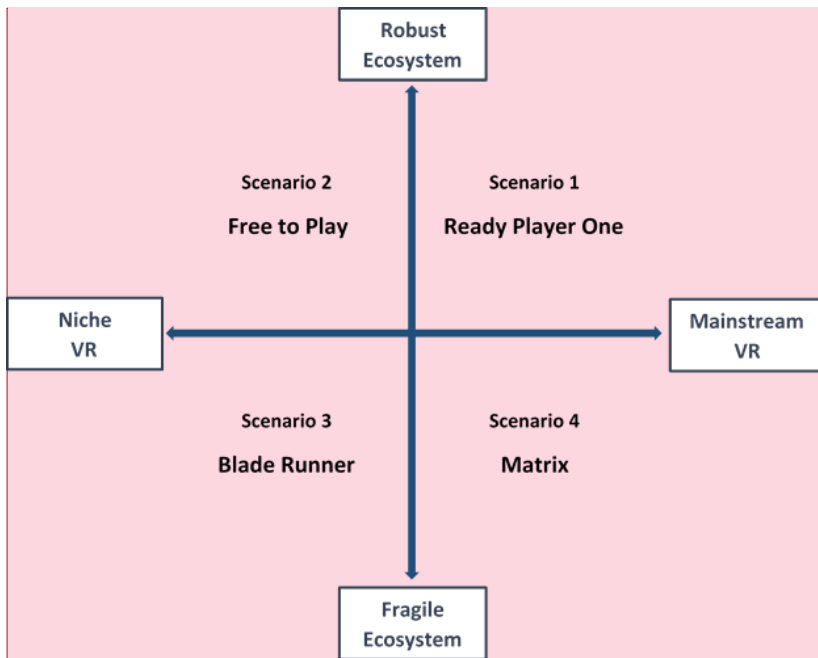 Robust
Ecosystem
Scenario 2
Scenario 1
Free to Play
Ready Player One
Niche
VR
Mainstream
VR
Scenario 3
Scenario 4
Blade Runner
Matrix
Fragile
Ecosystem